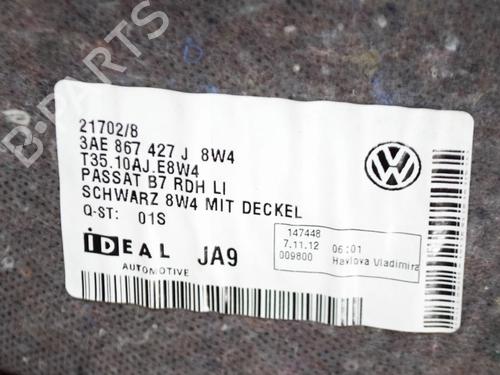 B-PARTS
21702/8
3AE 867 427 J 8W4
T35.10AJ.E8W4
PASSAT B7 RDH LI
SCHWARZ 8W4 MIT DECKEL
Q-ST: 01S
iDEAL JA9
AUTOMOTIVE
147448
7.11.12 06:01
009800 Havlova Vladimira